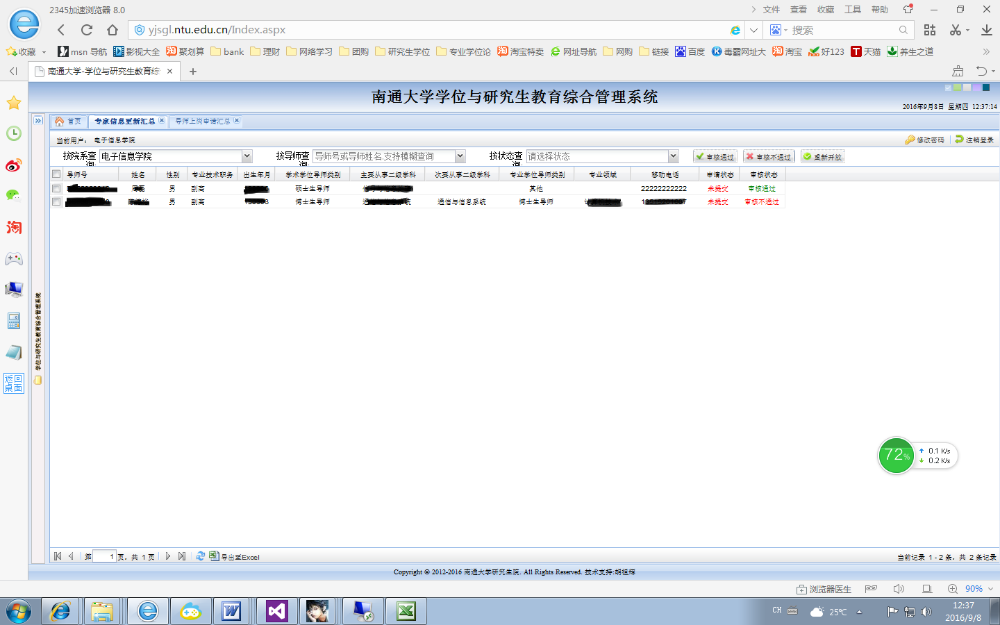 2345加速浏览器 8.0
文件 查看 收藏 工具 帮助
yjsgl.ntu.edu.cn/Index.aspx
搜索
收藏 msn 导航 影视大全 聚划算 bank 理财 网络学习 团购 研究生学位 专业学位论 淘宝特卖 网址导航 网购 链接 百度 毒霸网址大 淘宝 好123 天猫 养生之道
南通大学-学位与研究生教育综
南通大学学位与研究生教育综合管理系统
2016年9月8日 星期四 12:37:14
首页 专家信息更新汇总 导师上岗申请汇总
当前用户： 电子信息学院
修改密码 注销登录
按院系查询: 电子信息学院 按导师查询: 导师号或导师姓名,支持模糊查询 按状态查询: 请选择状态 审核通过 审核不通过 重新开放
导师号 姓名 性别 专业技术职务 出生年月 学术学位导师类别 主要从事二级学科 次要从事二级学科 专业学位导师类别 专业领域 移动电话 申请状态 审核状态
男 副高 硕士生导师 其他 22222222222 未提交 审核通过
男 副高 博士生导师 通信与信息系统 博士生导师 未提交 审核不通过
学位与研究生教育综合管理系统
淘
返回
桌面
72%
0.1 K/s
0.2 K/s
第 1 页，共 1 页 导出至Excel
当前记录 1 - 2 条，共 2 条记录
Copyright © 2012-2016 南通大学研究生院. All Rights Reserved. 技术支持:胡祖辉
浏览器医生 90%
CH 25℃ 12:37
2016/9/8